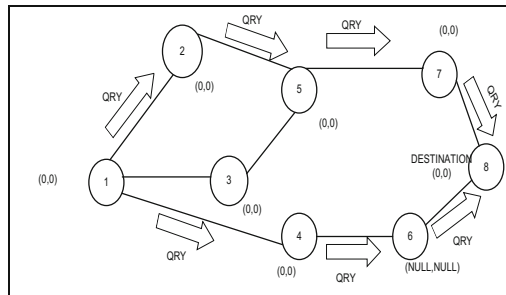 QRY
QRY
(0,0)
2
7
QRY
(0,0)
5
QRY
(0,0)
DESTINATION
(0,0)
8
(0,0)
1
3
(0,0)
QRY
4
(0,0)
QRY
6
QRY
(NULL,NULL)